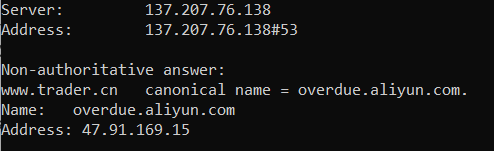 Server: 137.207.76.138
Address: 137.207.76.138#53
Non-authoritative answer:
www.trader.cn canonical name = overdue.aliyun.com.
Name: overdue.aliyun.com
Address: 47.91.169.15